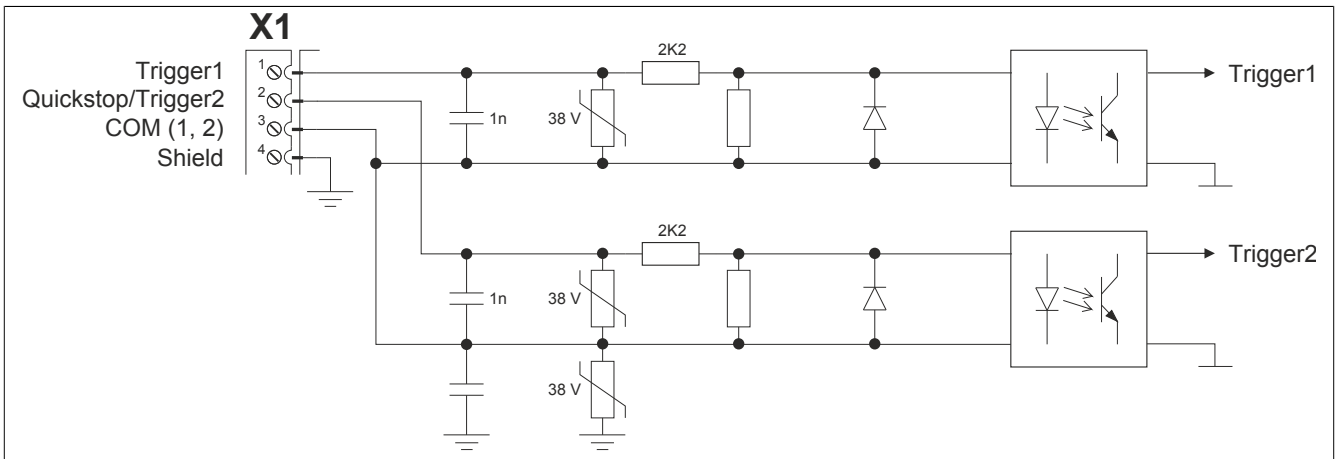 X1
2K2
Trigger1
1
Trigger1
Quickstop/Trigger2
2
COM (1, 2)
3
1n
38 V
Shield
4
2K2
Trigger2
1n
38 V
38 V